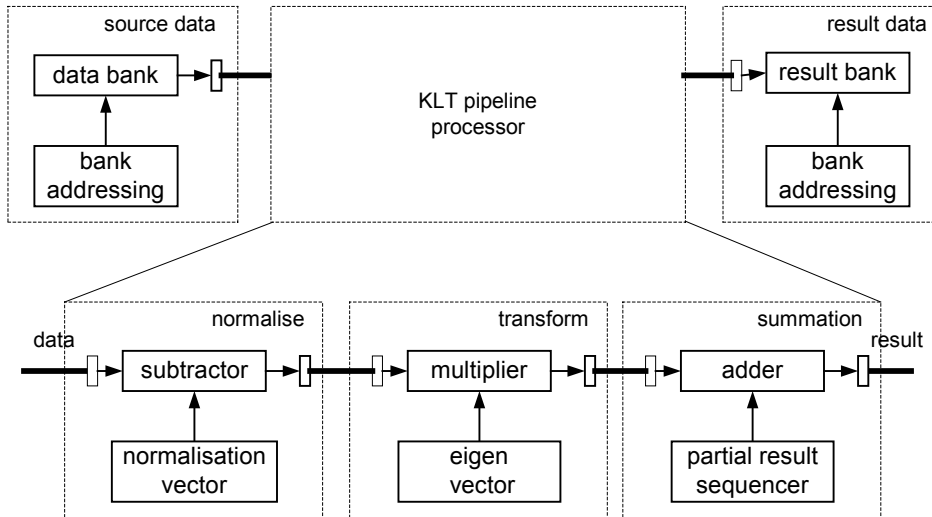 source data
data bank
bank
addressing
KLT pipeline
processor
result data
result bank
bank
addressing
data
normalise
subtractor
normalisation
vector
transform
multiplier
eigen
vector
summation
adder
partial result
sequencer
result